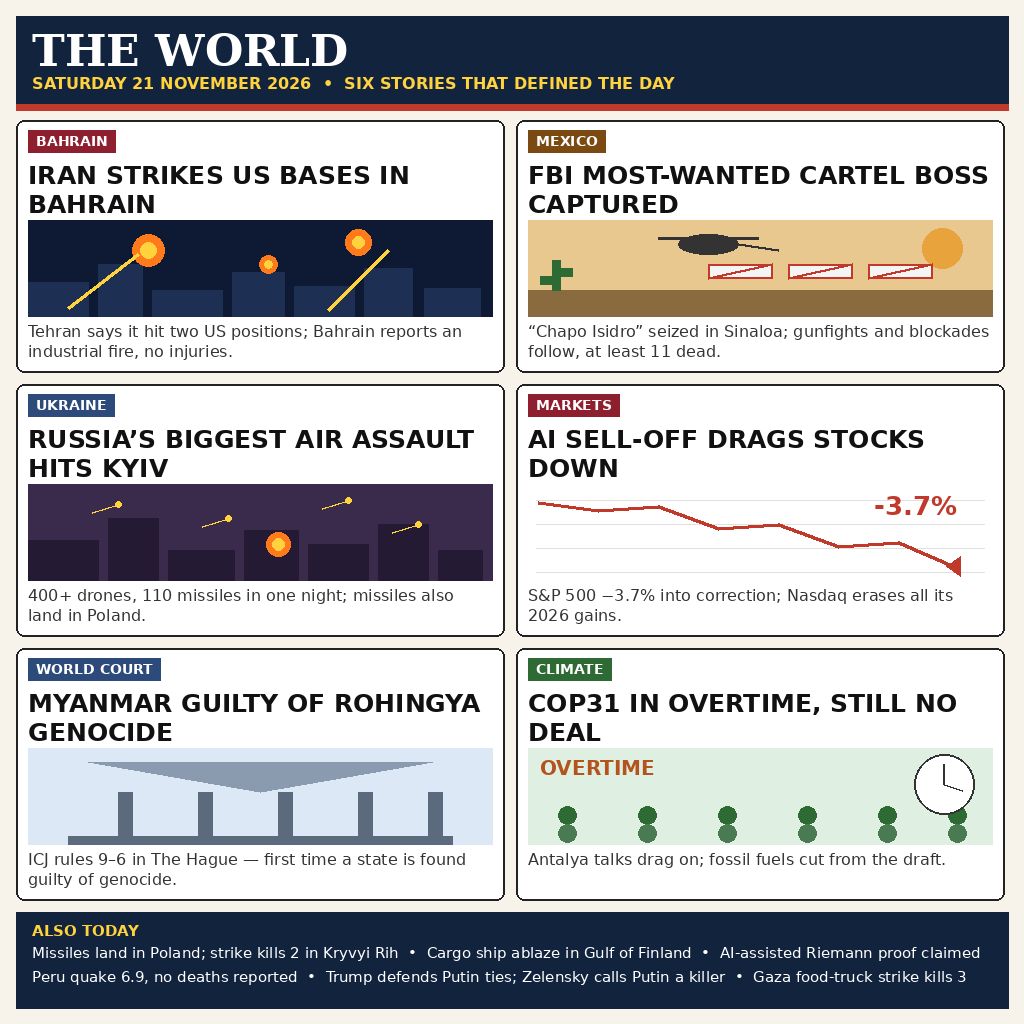 THE WORLD
SATURDAY 21 NOVEMBER 2026 • SIX STORIES THAT DEFINED THE DAY
BAHRAIN
IRAN STRIKES US BASES IN
BAHRAIN
Tehran says it hit two US positions; Bahrain reports an
industrial fire, no injuries.
MEXICO
FBI MOST-WANTED CARTEL BOSS
CAPTURED
“Chapo Isidro” seized in Sinaloa; gunfights and blockades
follow, at least 11 dead.
UKRAINE
RUSSIA’S BIGGEST AIR ASSAULT
HITS KYIV
400+ drones, 110 missiles in one night; missiles also
land in Poland.
MARKETS
AI SELL-OFF DRAGS STOCKS
DOWN
-3.7%
S&P 500 −3.7% into correction; Nasdaq erases all its
2026 gains.
WORLD COURT
MYANMAR GUILTY OF ROHINGYA
GENOCIDE
ICJ rules 9–6 in The Hague — first time a state is found
guilty of genocide.
CLIMATE
COP31 IN OVERTIME, STILL NO
DEAL
OVERTIME
Antalya talks drag on; fossil fuels cut from the draft.
ALSO TODAY
Missiles land in Poland; strike kills 2 in Kryvyi Rih • Cargo ship ablaze in Gulf of Finland • AI-assisted Riemann proof claimed
Peru quake 6.9, no deaths reported • Trump defends Putin ties; Zelensky calls Putin a killer • Gaza food-truck strike kills 3